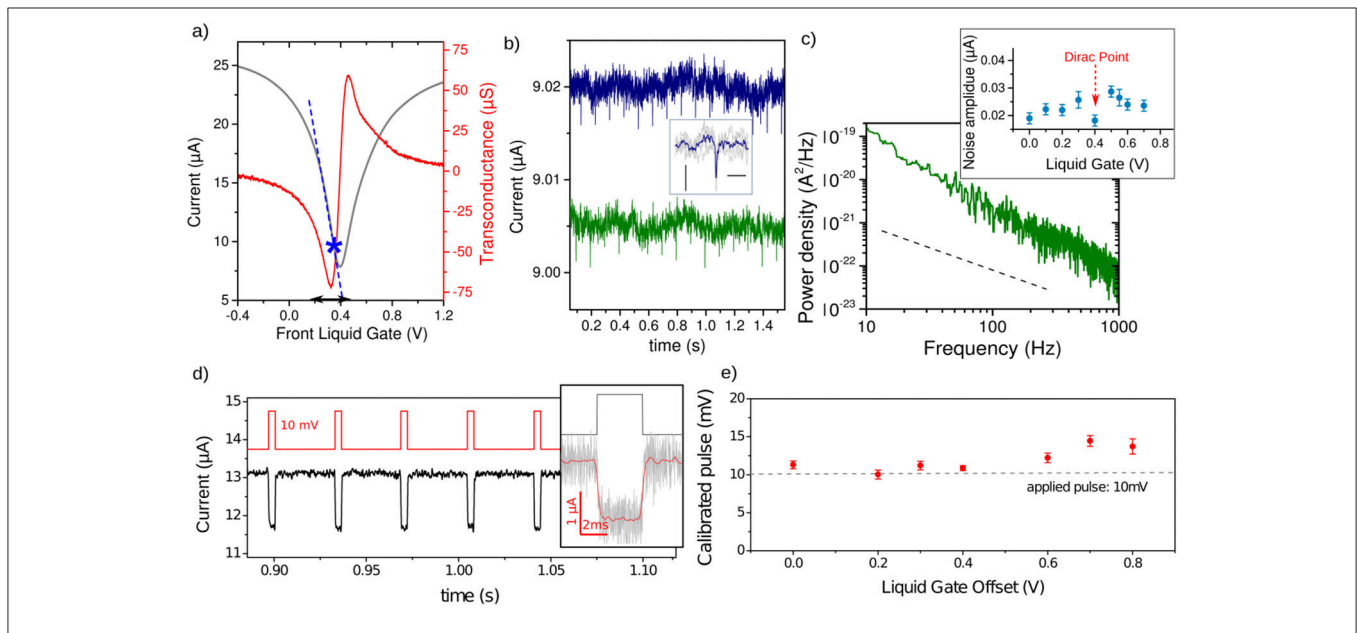 a)
25
20
15
10
5
Current (µA)
75
50
25
0
-25
-50
-75
Transconductance (µS)
*
-0.4 0.0 0.4 0.8 1.2
Front Liquid Gate (V)
b)
9.02
9.01
9.00
Current (µA)
0.2 0.4 0.6 0.8 1.0 1.2 1.4
time (s)
c)
Noise amplidue (µA)
0.04
0.02
Dirac Point
0.0 0.2 0.4 0.6 0.8
Liquid Gate (V)
Power density (A²/Hz)
10⁻¹⁹
10⁻²⁰
10⁻²¹
10⁻²²
10⁻²³
10 100 1000
Frequency (Hz)
d)
15
14
13
12
11
Current (µA)
10 mV
1 µA
2ms
0.90 0.95 1.00 1.05 1.10
time (s)
e)
20
15
10
5
0
Calibrated pulse (mV)
applied pulse: 10mV
0.0 0.2 0.4 0.6 0.8
Liquid Gate Offset (V)